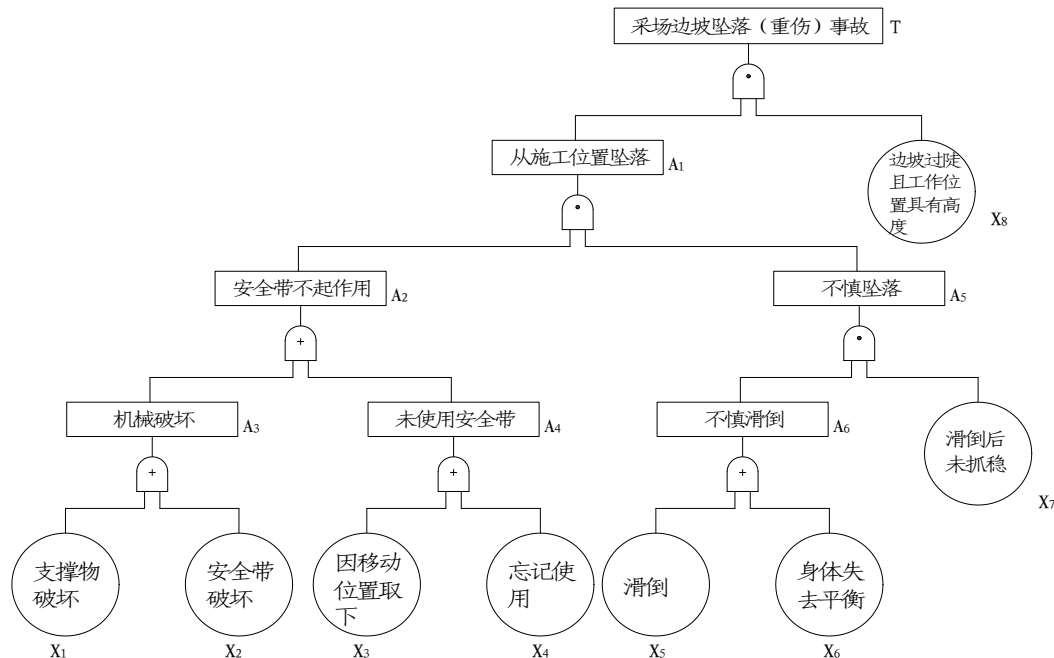 采场边坡坠落（重伤）事故
T
•
从施工位置坠落
A1
边坡过陡
且工作位
置具有高
度
X8
•
安全带不起作用
A2
不慎坠落
A5
+
•
机械破坏
A3
未使用安全带
A4
不慎滑倒
A6
滑倒后
未抓稳
X7
+
+
+
支撑物
破坏
安全带
破坏
因移动
位置取
下
忘记使
用
滑倒
身体失
去平衡
X1
X2
X3
X4
X5
X6